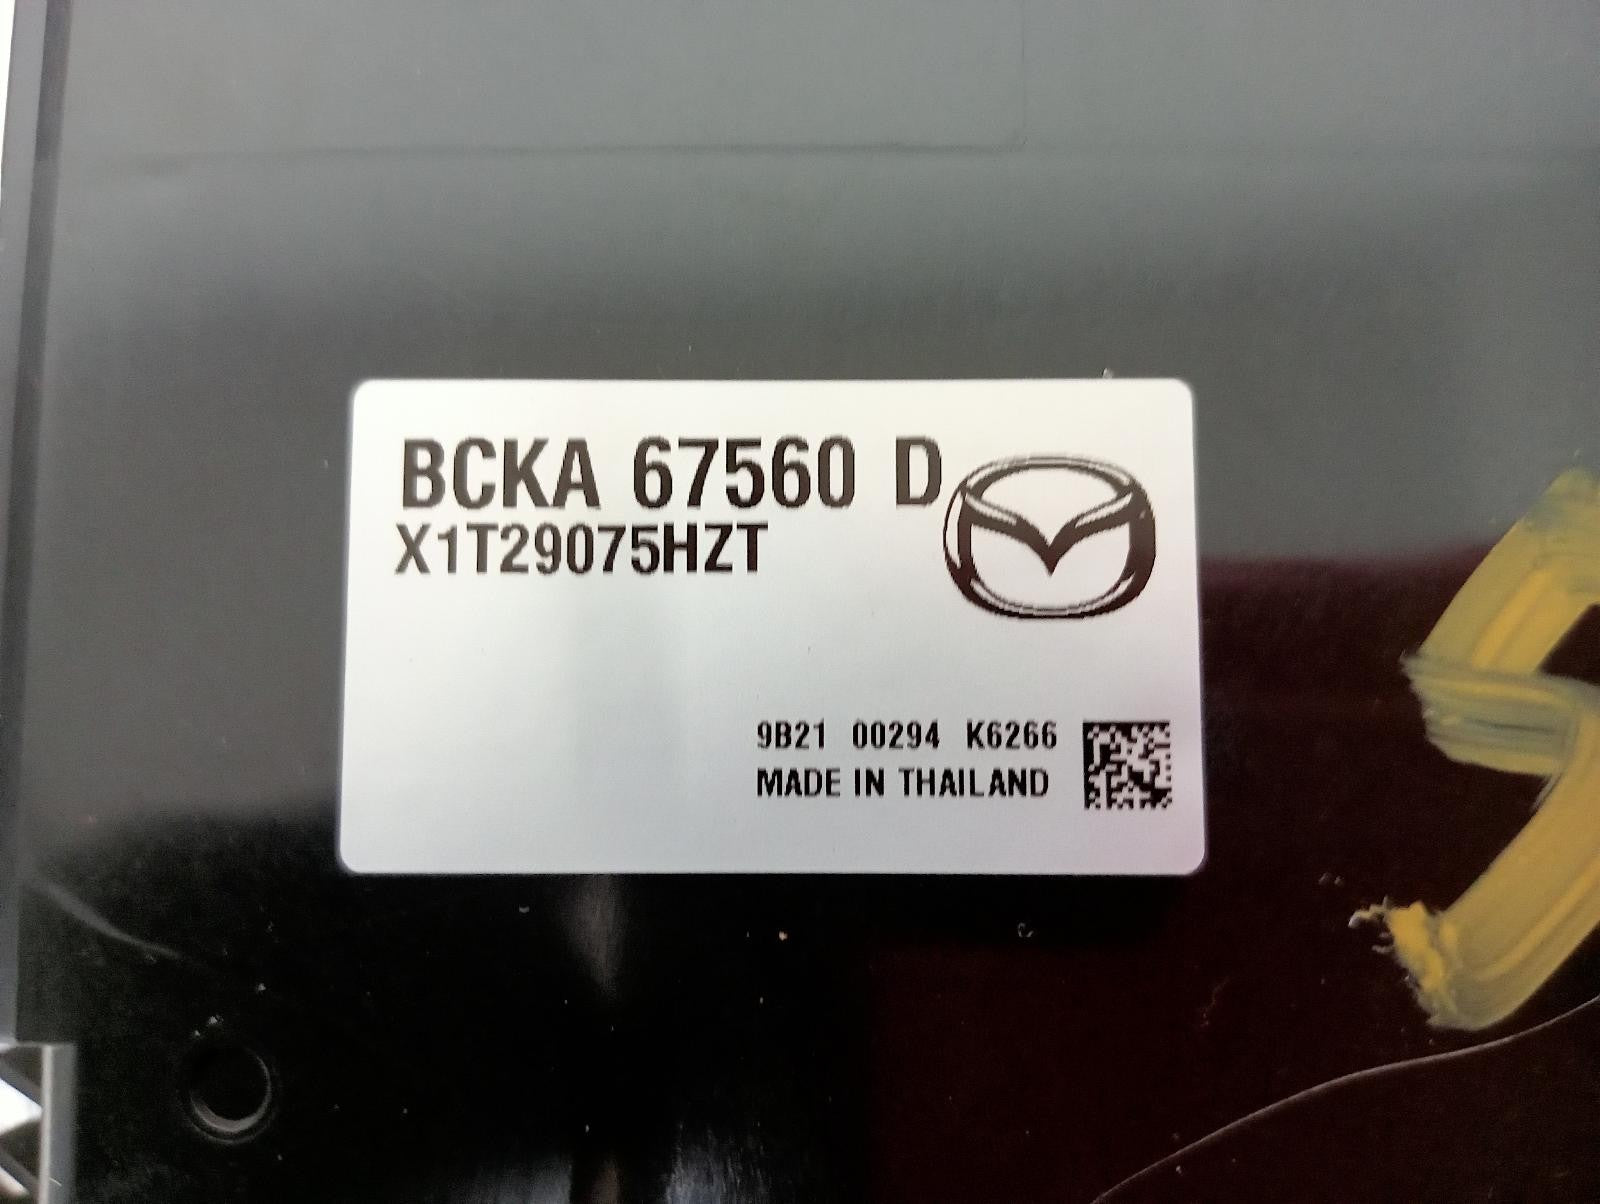 BCKA 67560 D
X1T29075HZT
9B21 00294 K6266
MADE IN THAILAND